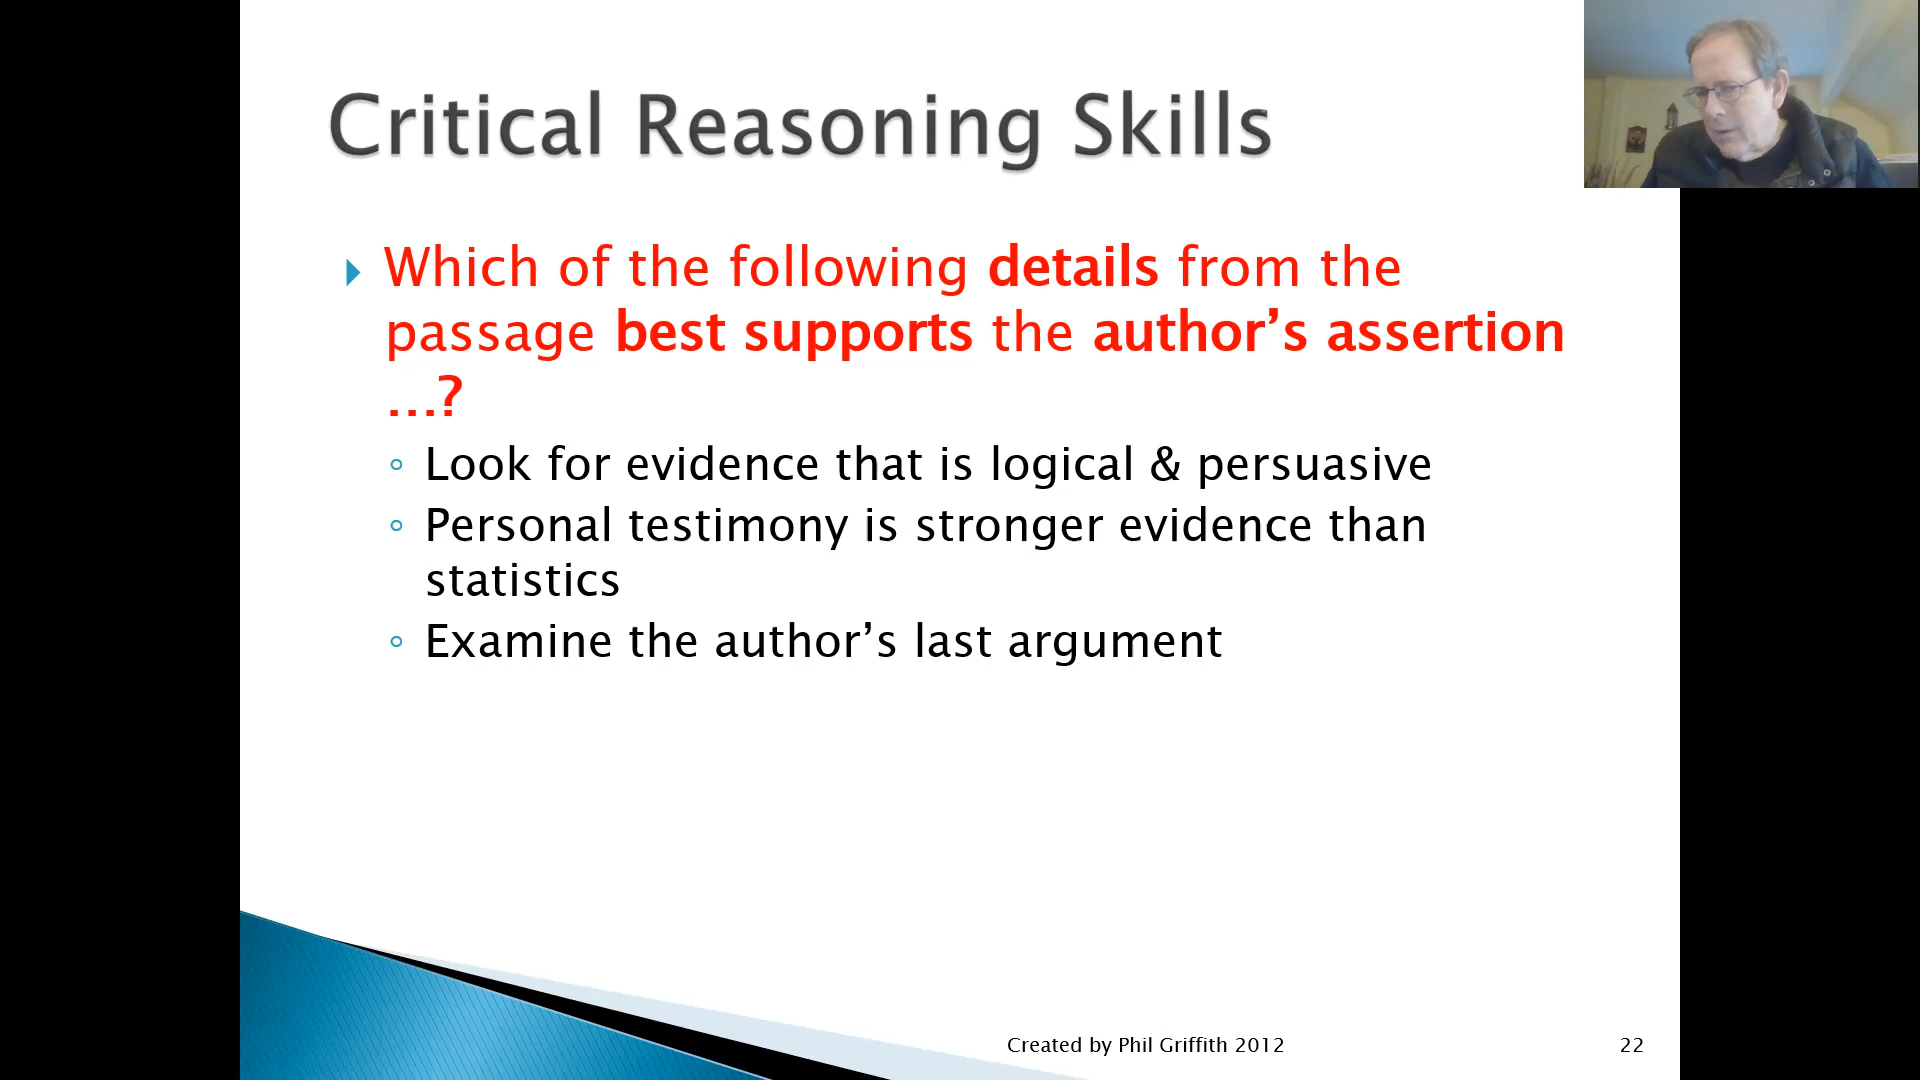 Critical Reasoning Skills
Which of the following details from the
passage best supports the author’s assertion
…?
Look for evidence that is logical & persuasive
Personal testimony is stronger evidence than
statistics
Examine the author’s last argument
Created by Phil Griffith 2012
22